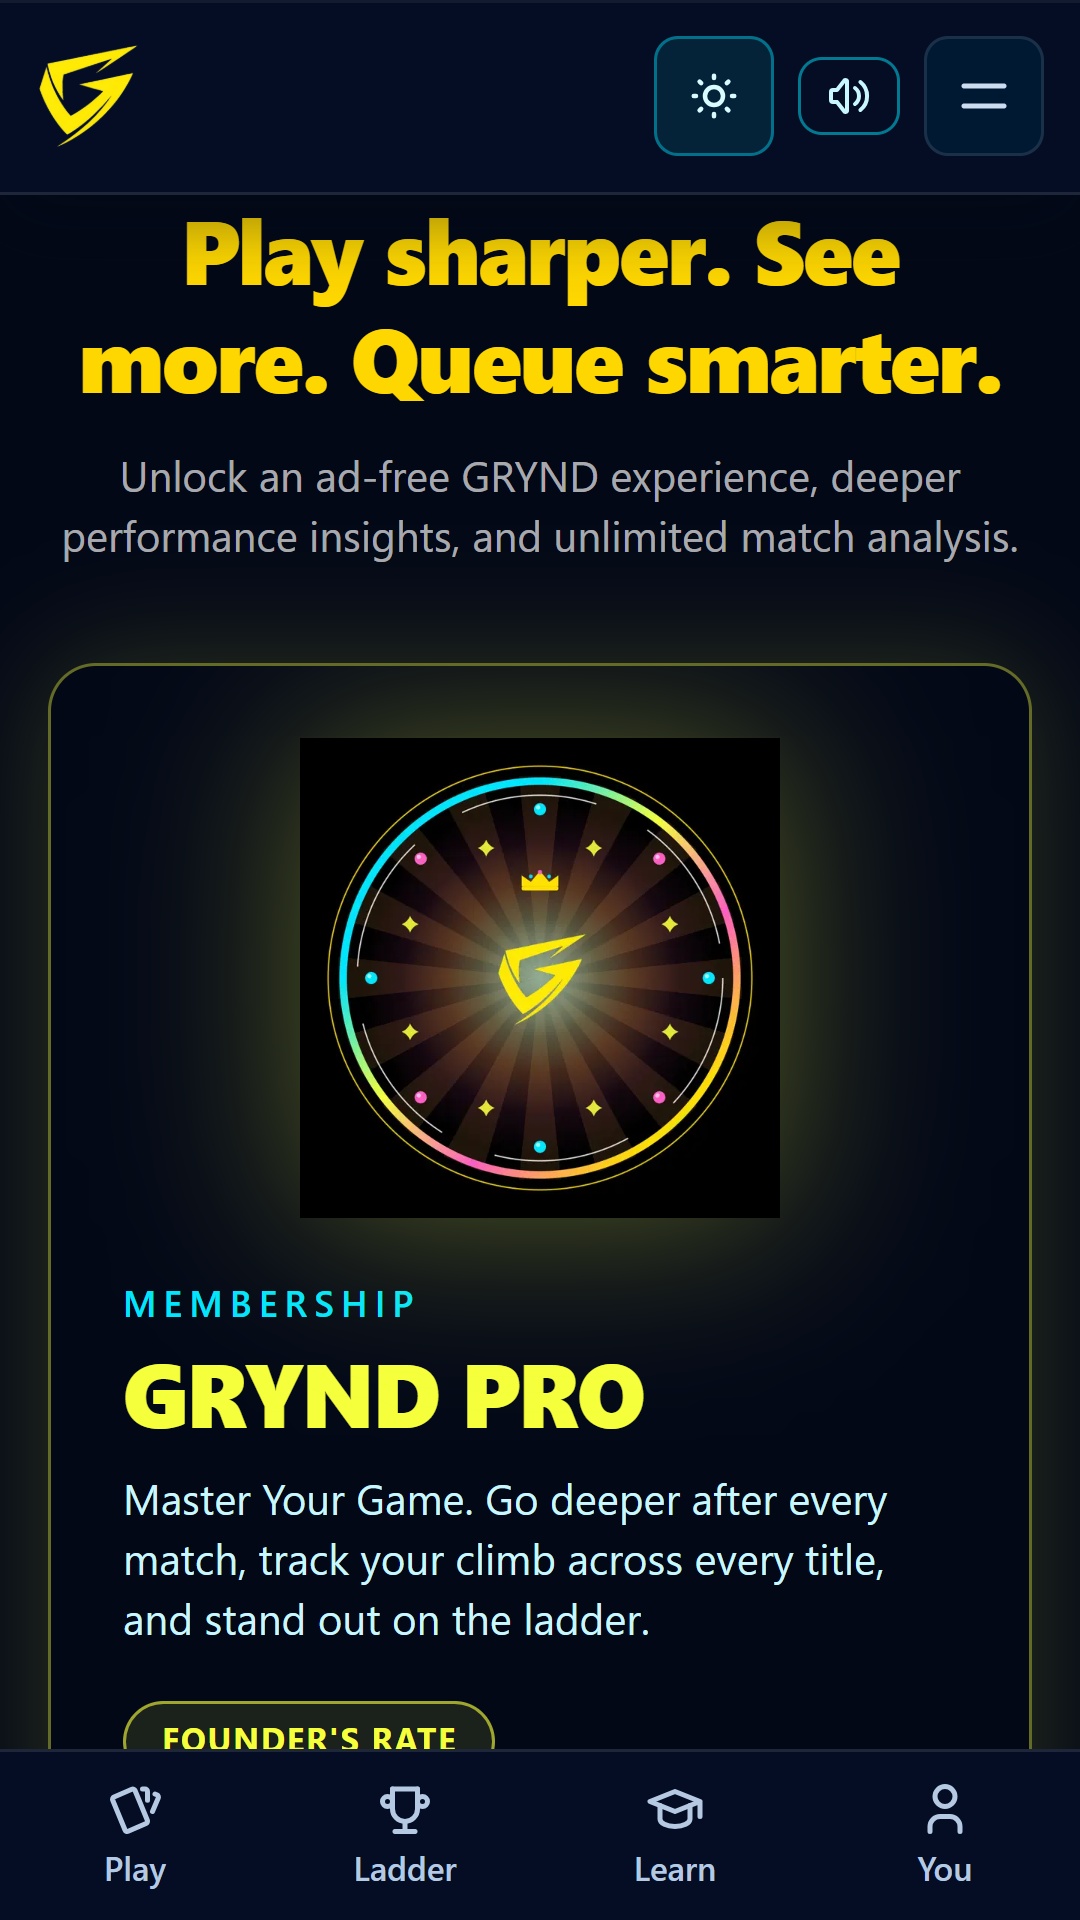 Play sharper. See
more. Queue smarter.
Unlock an ad-free GRYND experience, deeper
performance insights, and unlimited match analysis.
MEMBERSHIP
GRYND PRO
Master Your Game. Go deeper after every
match, track your climb across every title,
and stand out on the ladder.
FOUNDER'S RATE
Play
Ladder
Learn
You